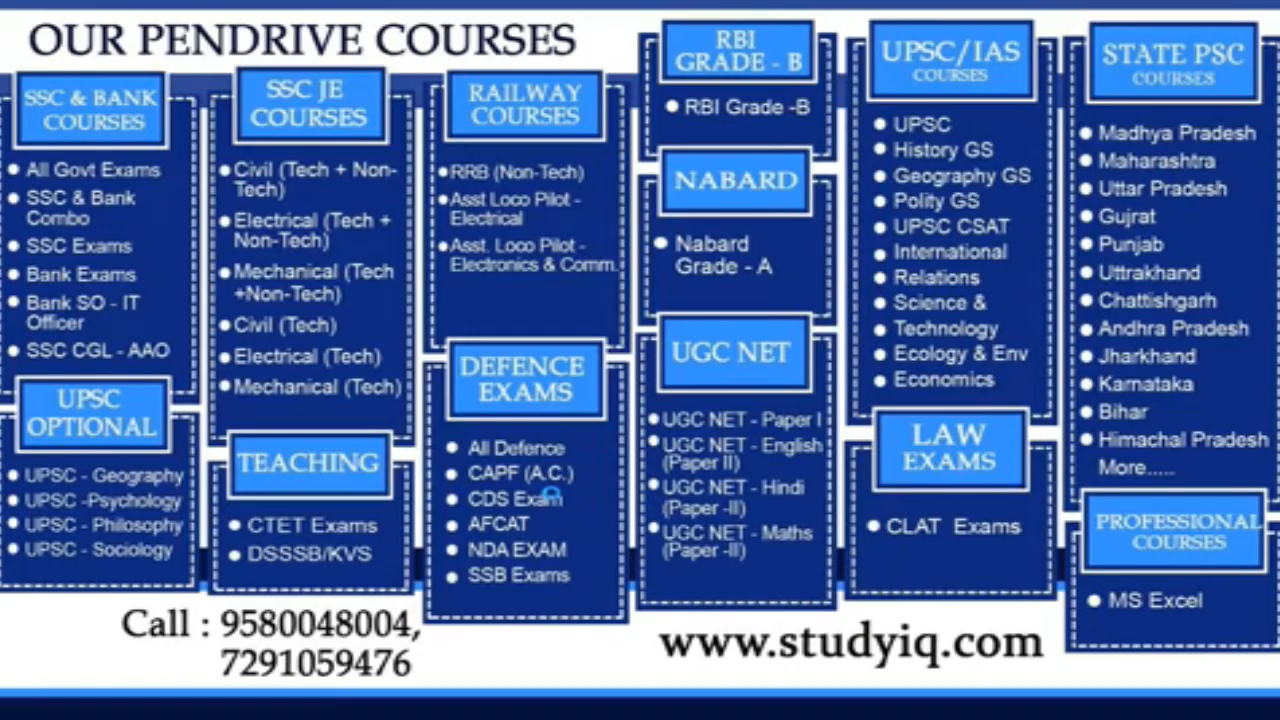 OUR PENDRIVE COURSES
SSC & BANK
COURSES
All Govt Exams
SSC & Bank
Combo
SSC Exams
Bank Exams
Bank SO - IT
Officer
SSC CGL - AAO
UPSC
OPTIONAL
UPSC - Geography
UPSC -Psychology
UPSC - Philosophy
UPSC - Sociology
SSC JE
COURSES
Civil (Tech + Non-
Tech)
Electrical (Tech +
Non-Tech)
Mechanical (Tech
+Non-Tech)
Civil (Tech)
Electrical (Tech)
Mechanical (Tech)
TEACHING
CTET Exams
DSSSB/KVS
RAILWAY
COURSES
RRB (Non-Tech)
Asst Loco Pilot -
Electrical
Asst. Loco Pilot -
Electronics & Comm.
DEFENCE
EXAMS
All Defence
CAPF (A.C.)
CDS Exam
AFCAT
NDA EXAM
SSB Exams
RBI
GRADE - B
RBI Grade -B
NABARD
Nabard
Grade - A
UGC NET
UGC NET - Paper I
UGC NET - English
(Paper II)
UGC NET - Hindi
(Paper -II)
UGC NET - Maths
(Paper -II)
UPSC/IAS
COURSES
UPSC
History GS
Geography GS
Polity GS
UPSC CSAT
International
Relations
Science &
Technology
Ecology & Env
Economics
LAW
EXAMS
CLAT Exams
STATE PSC
COURSES
Madhya Pradesh
Maharashtra
Uttar Pradesh
Gujrat
Punjab
Uttrakhand
Chattishgarh
Andhra Pradesh
Jharkhand
Karnataka
Bihar
Himachal Pradesh
More.....
PROFESSIONAL
COURSES
MS Excel
Call : 9580048004,
7291059476
www.studyiq.com